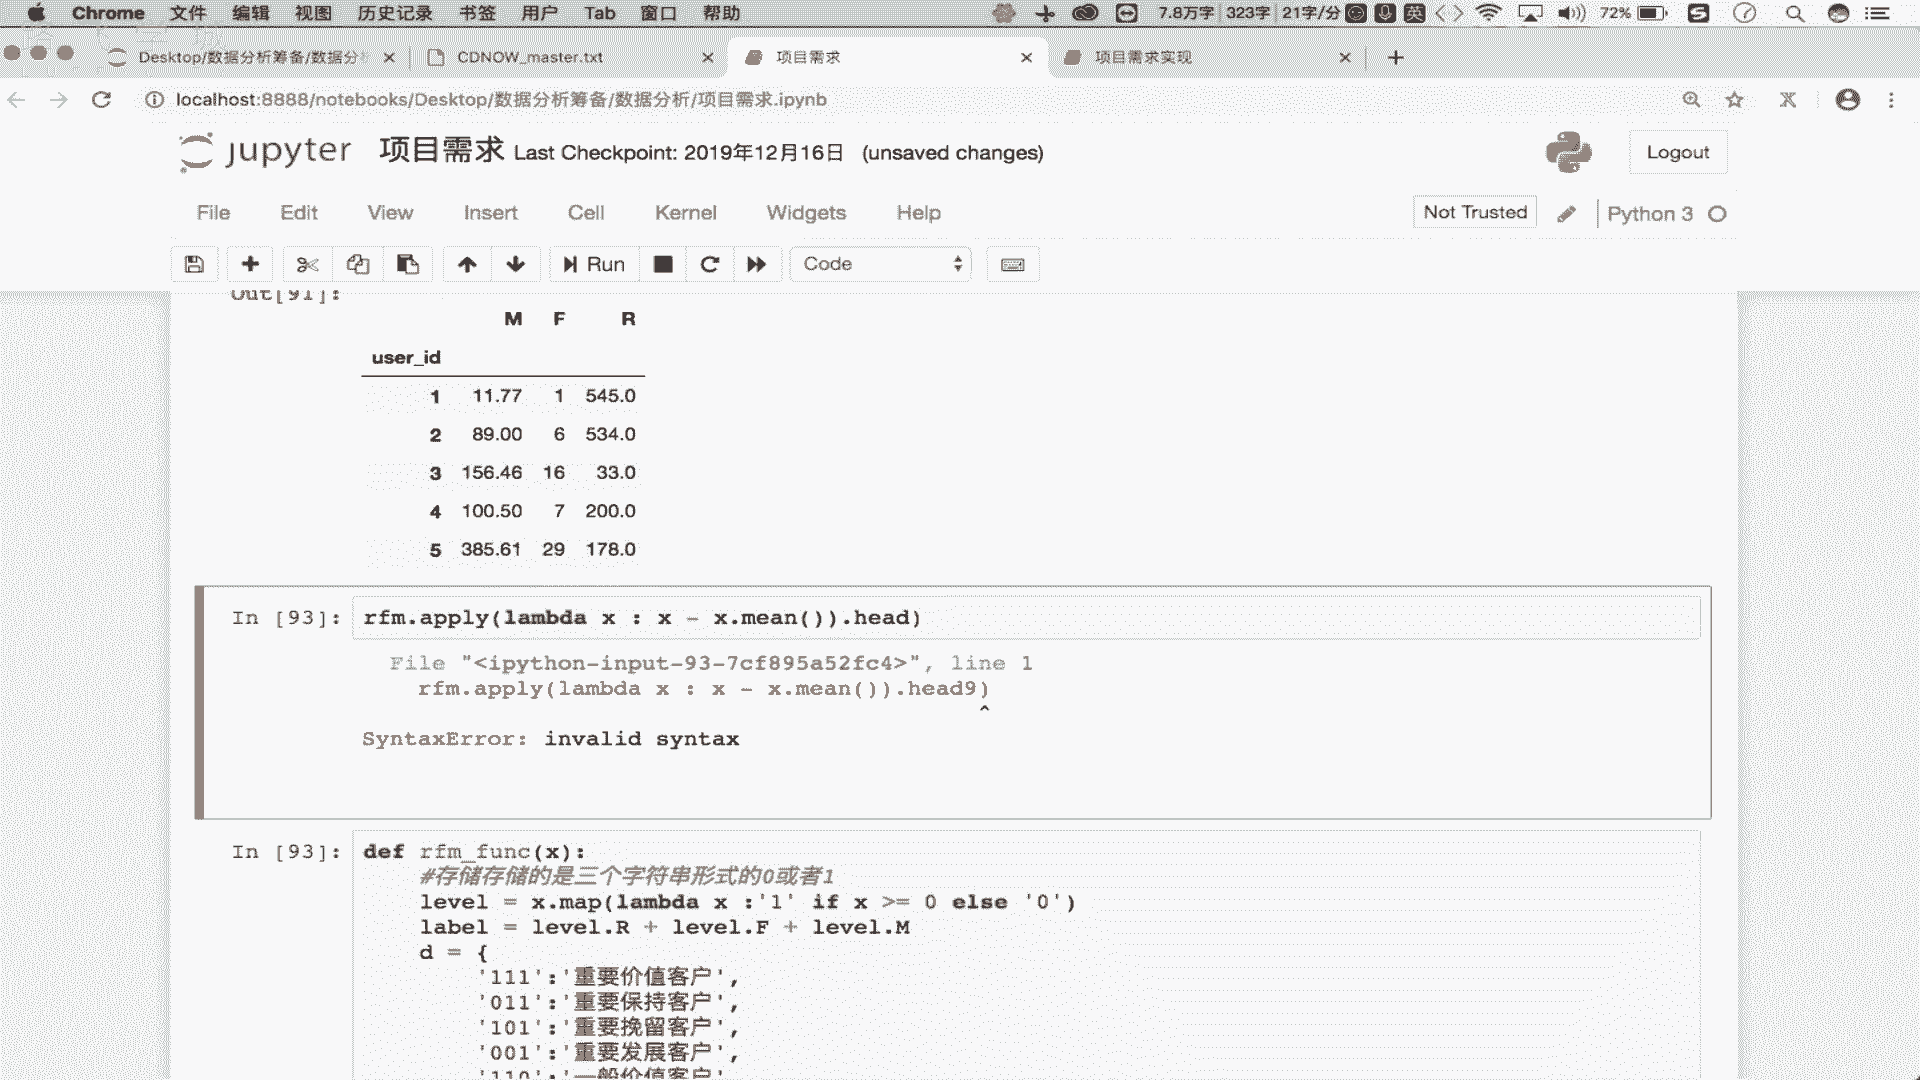 Chrome 文件 编辑 视图 历史记录 书签 用户 Tab 窗口 帮助 7.8万字 323字 21字/分 英 72%
Desktop/数据分析筹备/数据分 CDNOW_master.txt 项目需求 项目需求实现
localhost:8888/notebooks/Desktop/数据分析筹备/数据分析/项目需求.ipynb
jupyter 项目需求 Last Checkpoint: 2019年12月16日 (unsaved changes) Logout
File Edit View Insert Cell Kernel Widgets Help Not Trusted Python 3
Run Code
Out[91]:
M F R
user_id
1 11.77 1 545.0
2 89.00 6 534.0
3 156.46 16 33.0
4 100.50 7 200.0
5 385.61 29 178.0
In [93]: rfm.apply(lambda x : x - x.mean()).head)
File "<ipython-input-93-7cf895a52fc4>", line 1
rfm.apply(lambda x : x - x.mean()).head9)
^
SyntaxError: invalid syntax
In [93]: def rfm_func(x):
#存储存储的是三个字符串形式的0或者1
level = x.map(lambda x :'1' if x >= 0 else '0')
label = level.R + level.F + level.M
d = {
'111':'重要价值客户',
'011':'重要保持客户',
'101':'重要挽留客户',
'001':'重要发展客户',
'110':'一般价值客户',